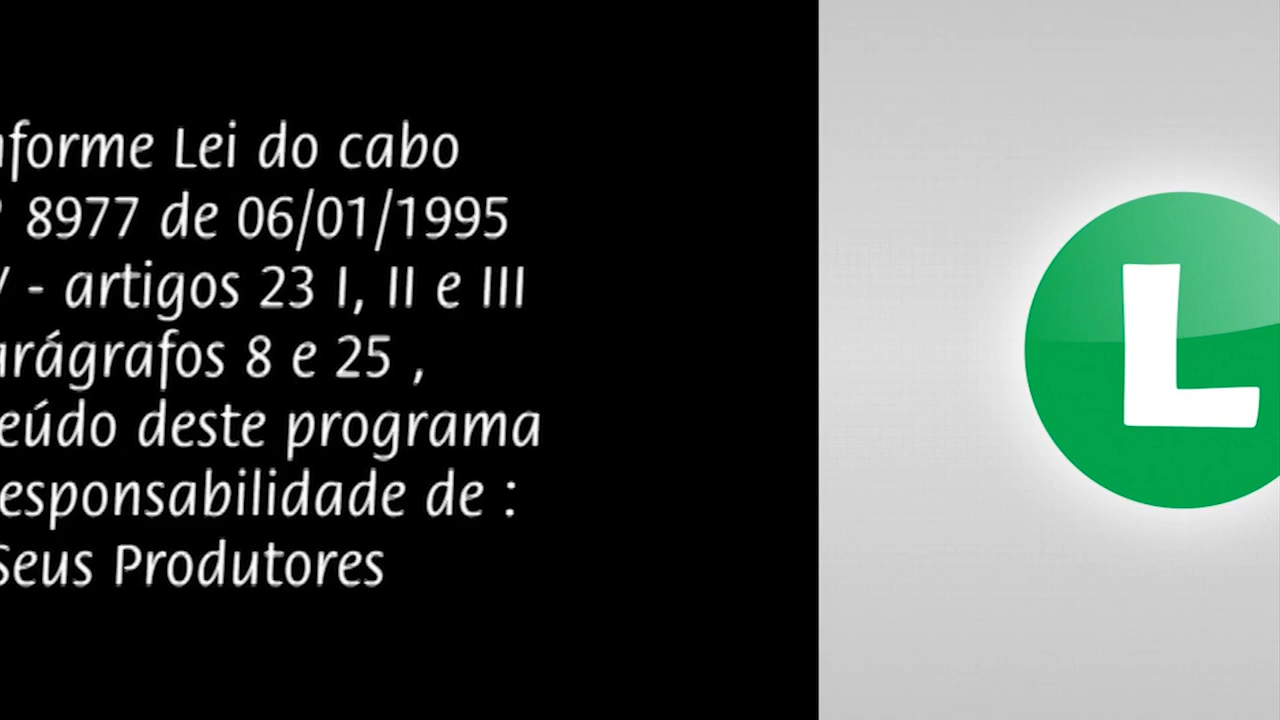 nforme Lei do cabo
° 8977 de 06/01/1995
/ - artigos 23 I, II e III
arágrafos 8 e 25 ,
eúdo deste programa
esponsabilidade de :
Seus Produtores
L